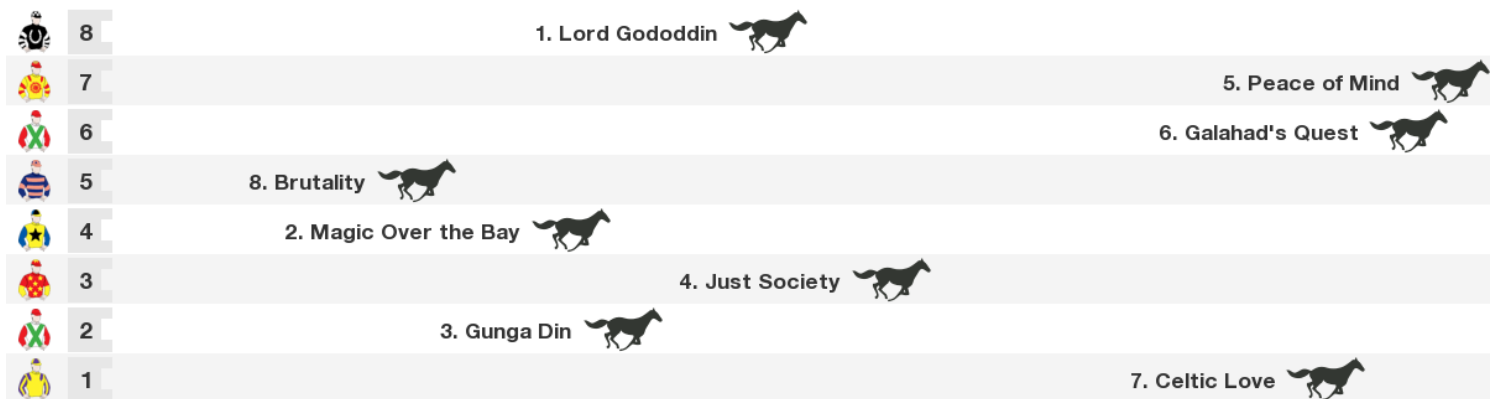 8 1. Lord Gododdin
7 5. Peace of Mind
6 6. Galahad's Quest
5 8. Brutality
4 2. Magic Over the Bay
3 4. Just Society
2 3. Gunga Din
1 7. Celtic Love